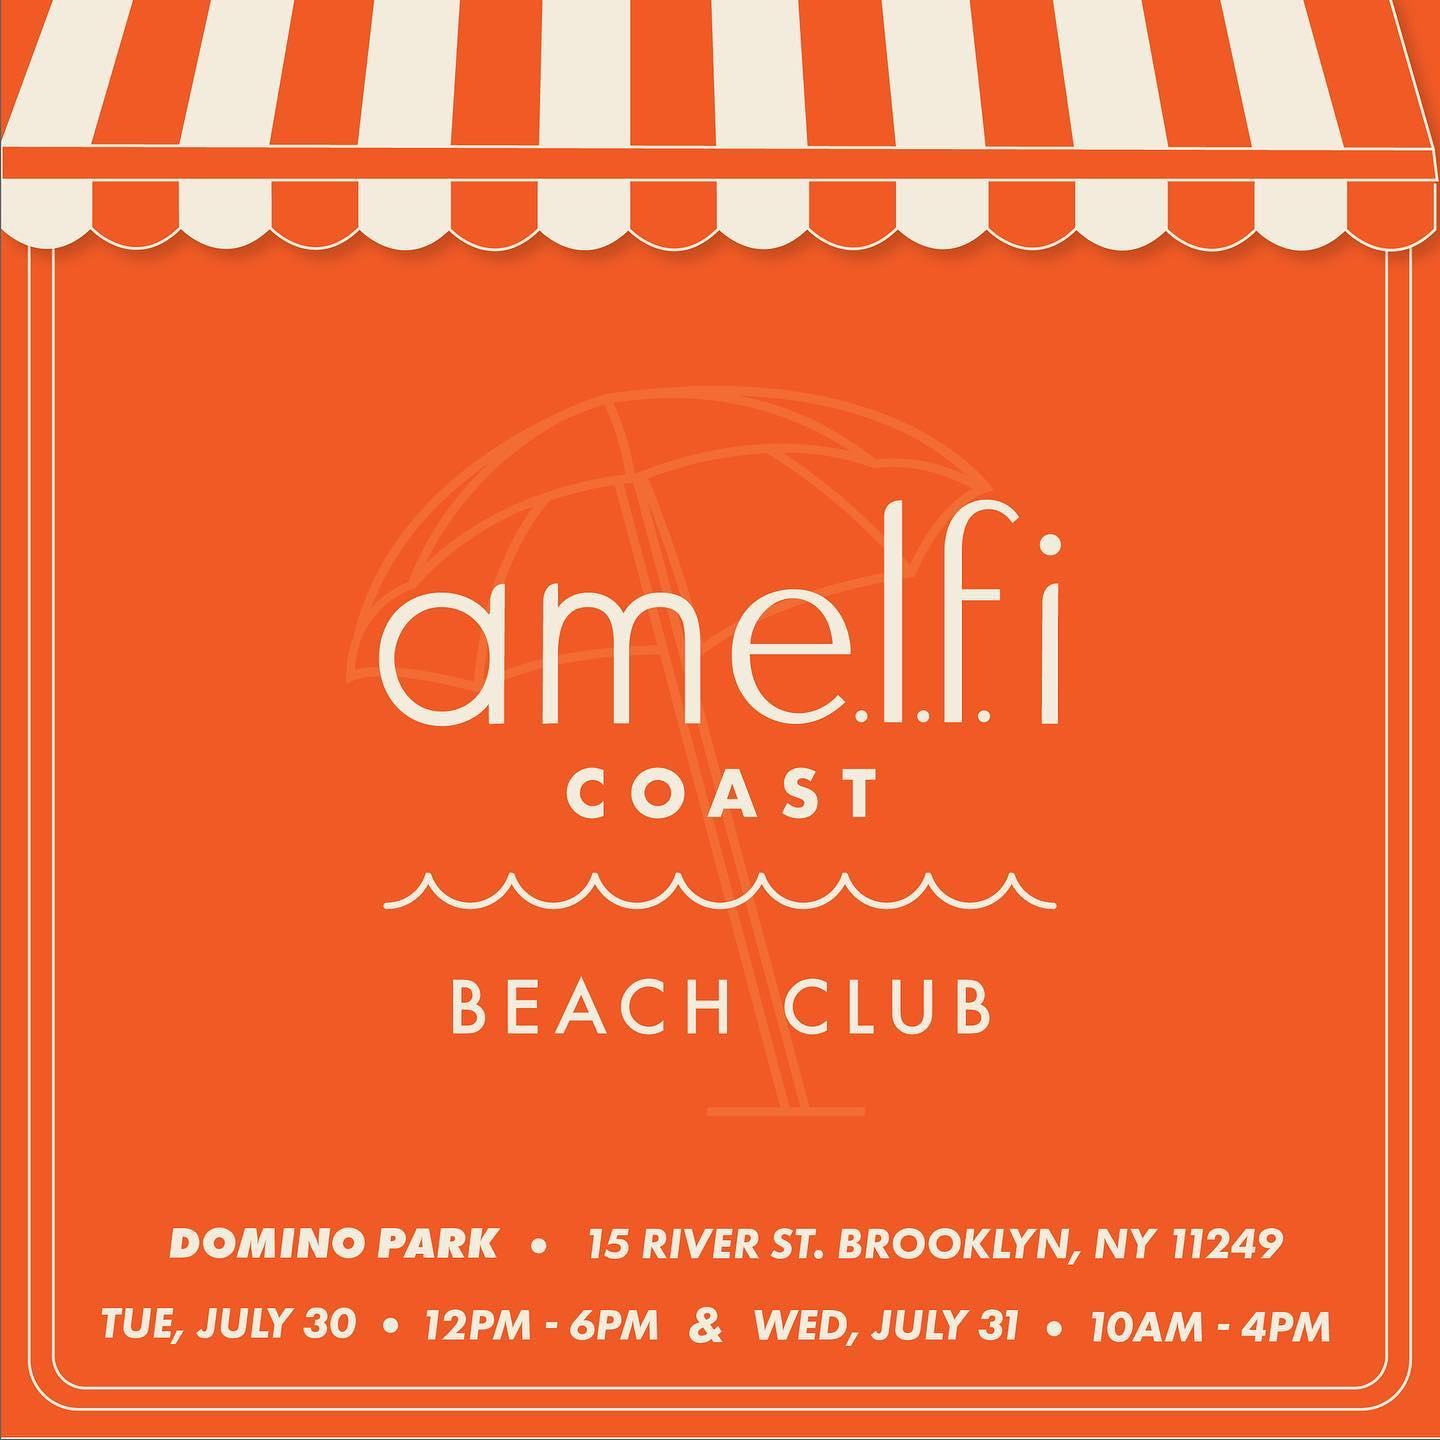 ame.l.f.i
COAST
BEACH CLUB
DOMINO PARK • 15 RIVER ST. BROOKLYN, NY 11249
TUE, JULY 30 • 12PM - 6PM & WED, JULY 31 • 10AM - 4PM